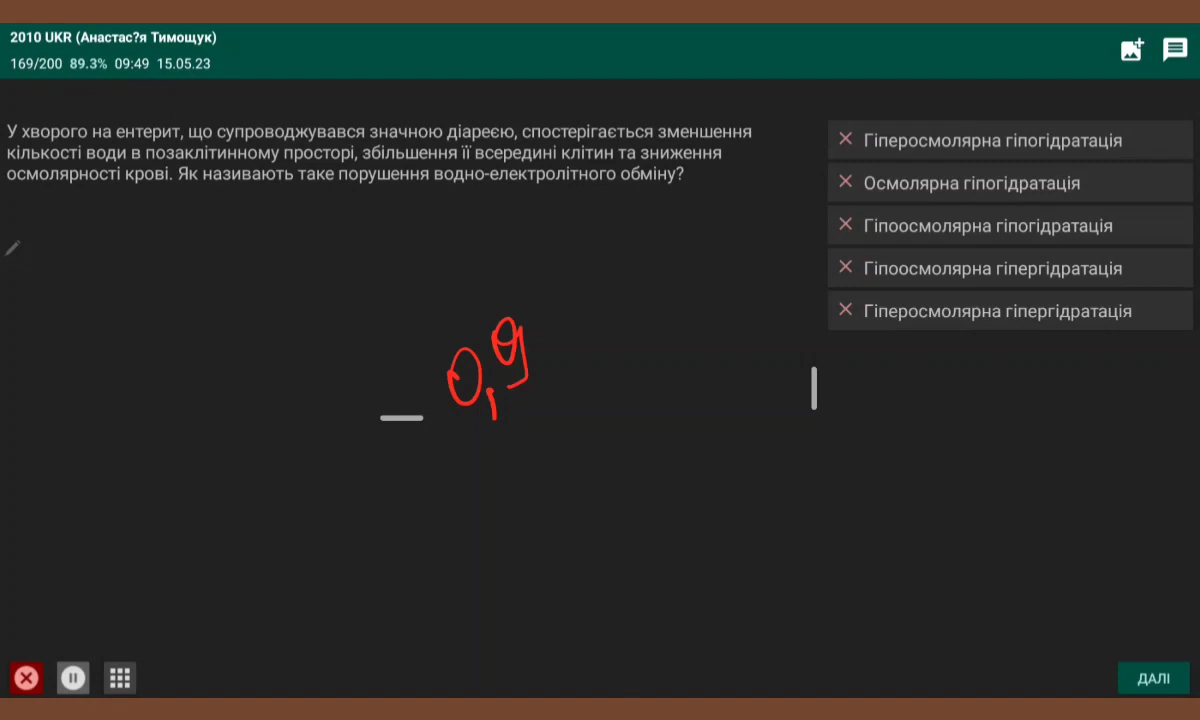 2010 UKR (Анастас?я Тимощук)
169/200 89.3% 09:49 15.05.23
У хворого на ентерит, що супроводжувався значною діареєю, спостерігається зменшення
кількості води в позаклітинному просторі, збільшення її всередині клітин та зниження
осмолярності крові. Як називають таке порушення водно-електролітного обміну?
Гіперосмолярна гіпогідратація
Осмолярна гіпогідратація
Гіпоосмолярна гіпогідратація
Гіпоосмолярна гіпергідратація
Гіперосмолярна гіпергідратація
0,9
ДАЛІ